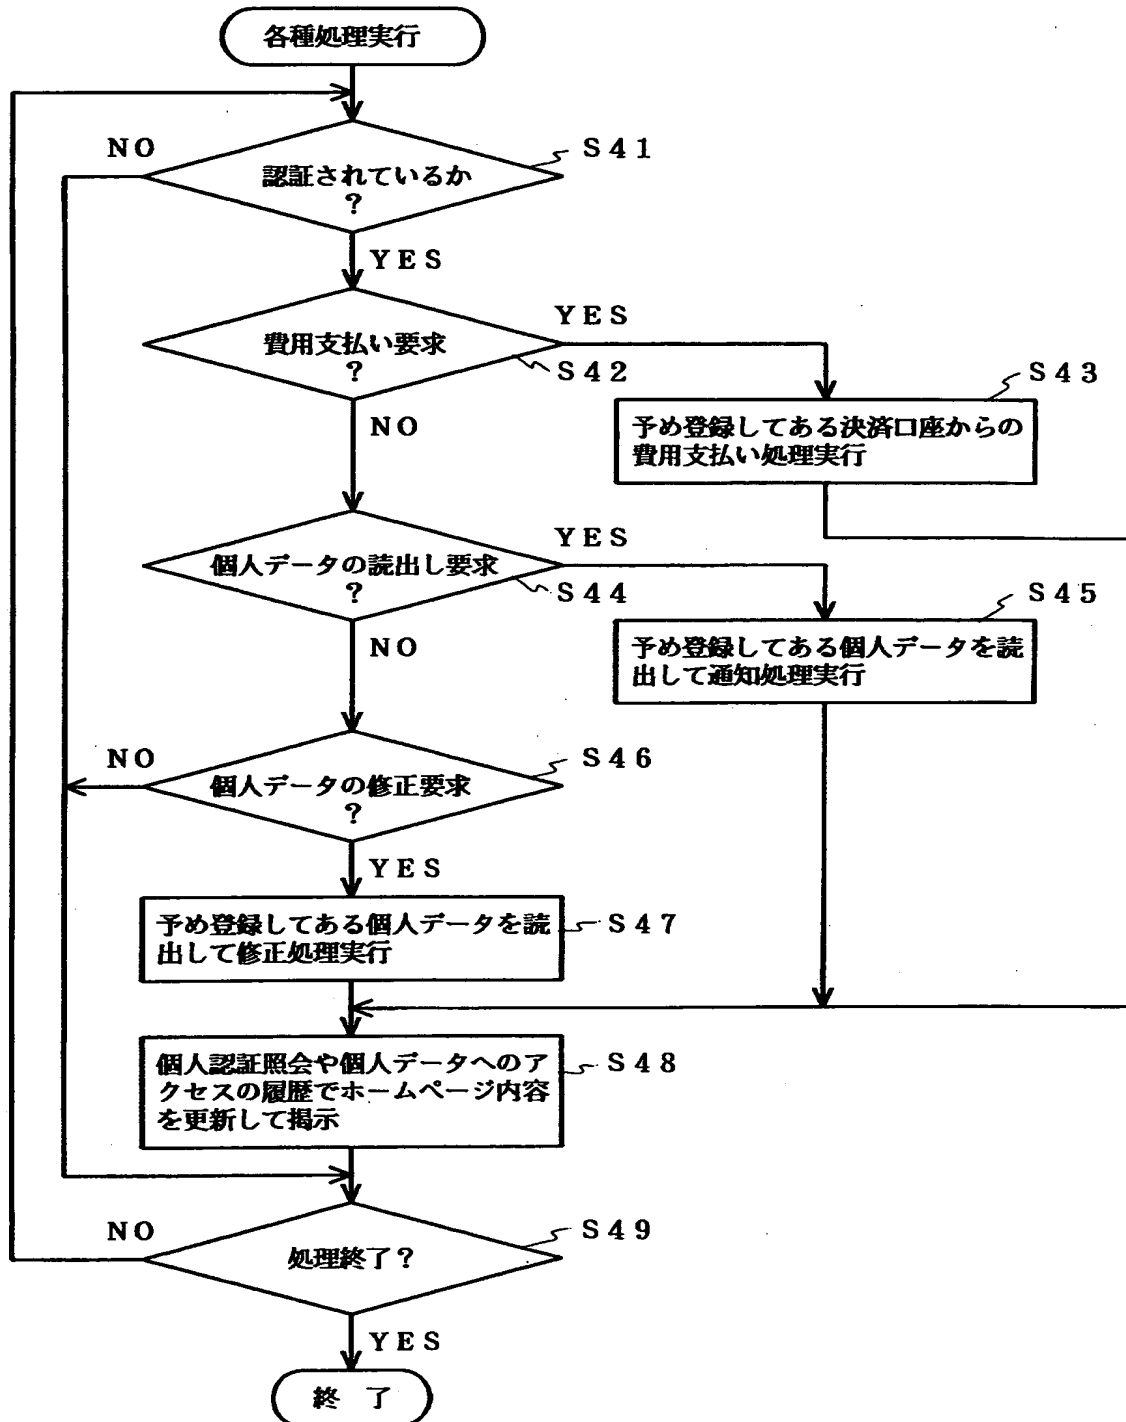 各種処理実行
NO
S41
認証されているか
?
YES
YES
費用支払い要求
?
S42
S43
NO
予め登録してある決済口座からの
費用支払い処理実行
YES
個人データの読出し要求
?
S44
S45
NO
予め登録してある個人データを読
出して通知処理実行
NO
S46
個人データの修正要求
?
YES
予め登録してある個人データを読
出して修正処理実行
S47
個人認証照会や個人データへのア
クセスの履歴でホームページ内容
を更新して掲示
S48
NO
S49
処理終了?
YES
終 了